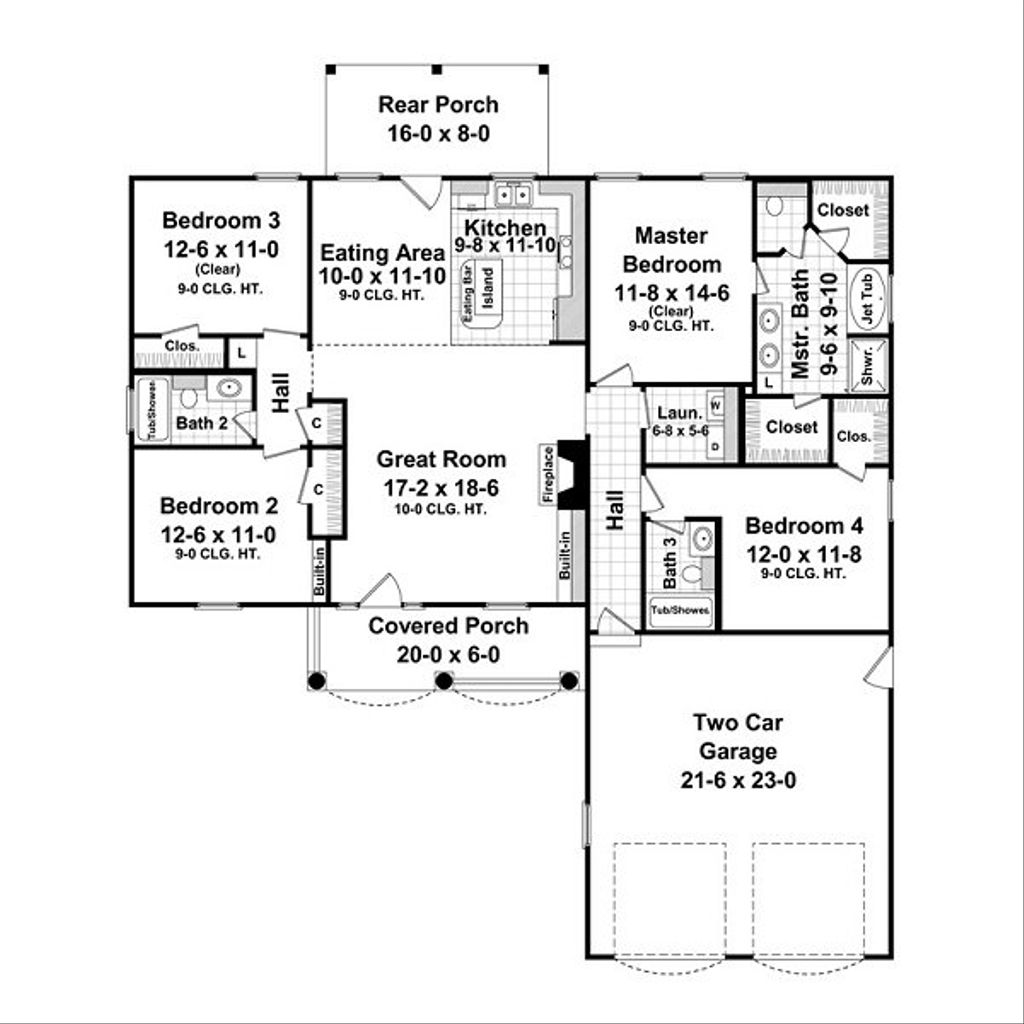 Rear Porch
16-0 x 8-0
Bedroom 3
12-6 x 11-0
(Clear)
9-0 CLG. HT.
Eating Area
10-0 x 11-10
9-0 CLG. HT.
Kitchen
9-8 x 11-10
Eating Bar
Island
Master
Bedroom
11-8 x 14-6
(Clear)
9-0 CLG. HT.
Closet
Mstr. Bath
9-6 x 9-10
Jet Tub
Shwr.
L
Clos.
L
Hall
Tub/Shower
Bath 2
C
C
Laun.
6-8 x 5-6
W
D
Closet
Clos.
Great Room
17-2 x 18-6
10-0 CLG. HT.
Fireplace
Built-in
Hall
Bedroom 2
12-6 x 11-0
9-0 CLG. HT.
Built-in
Bedroom 4
12-0 x 11-8
9-0 CLG. HT.
Bath 3
Tub/Shower
Covered Porch
20-0 x 6-0
Two Car
Garage
21-6 x 23-0